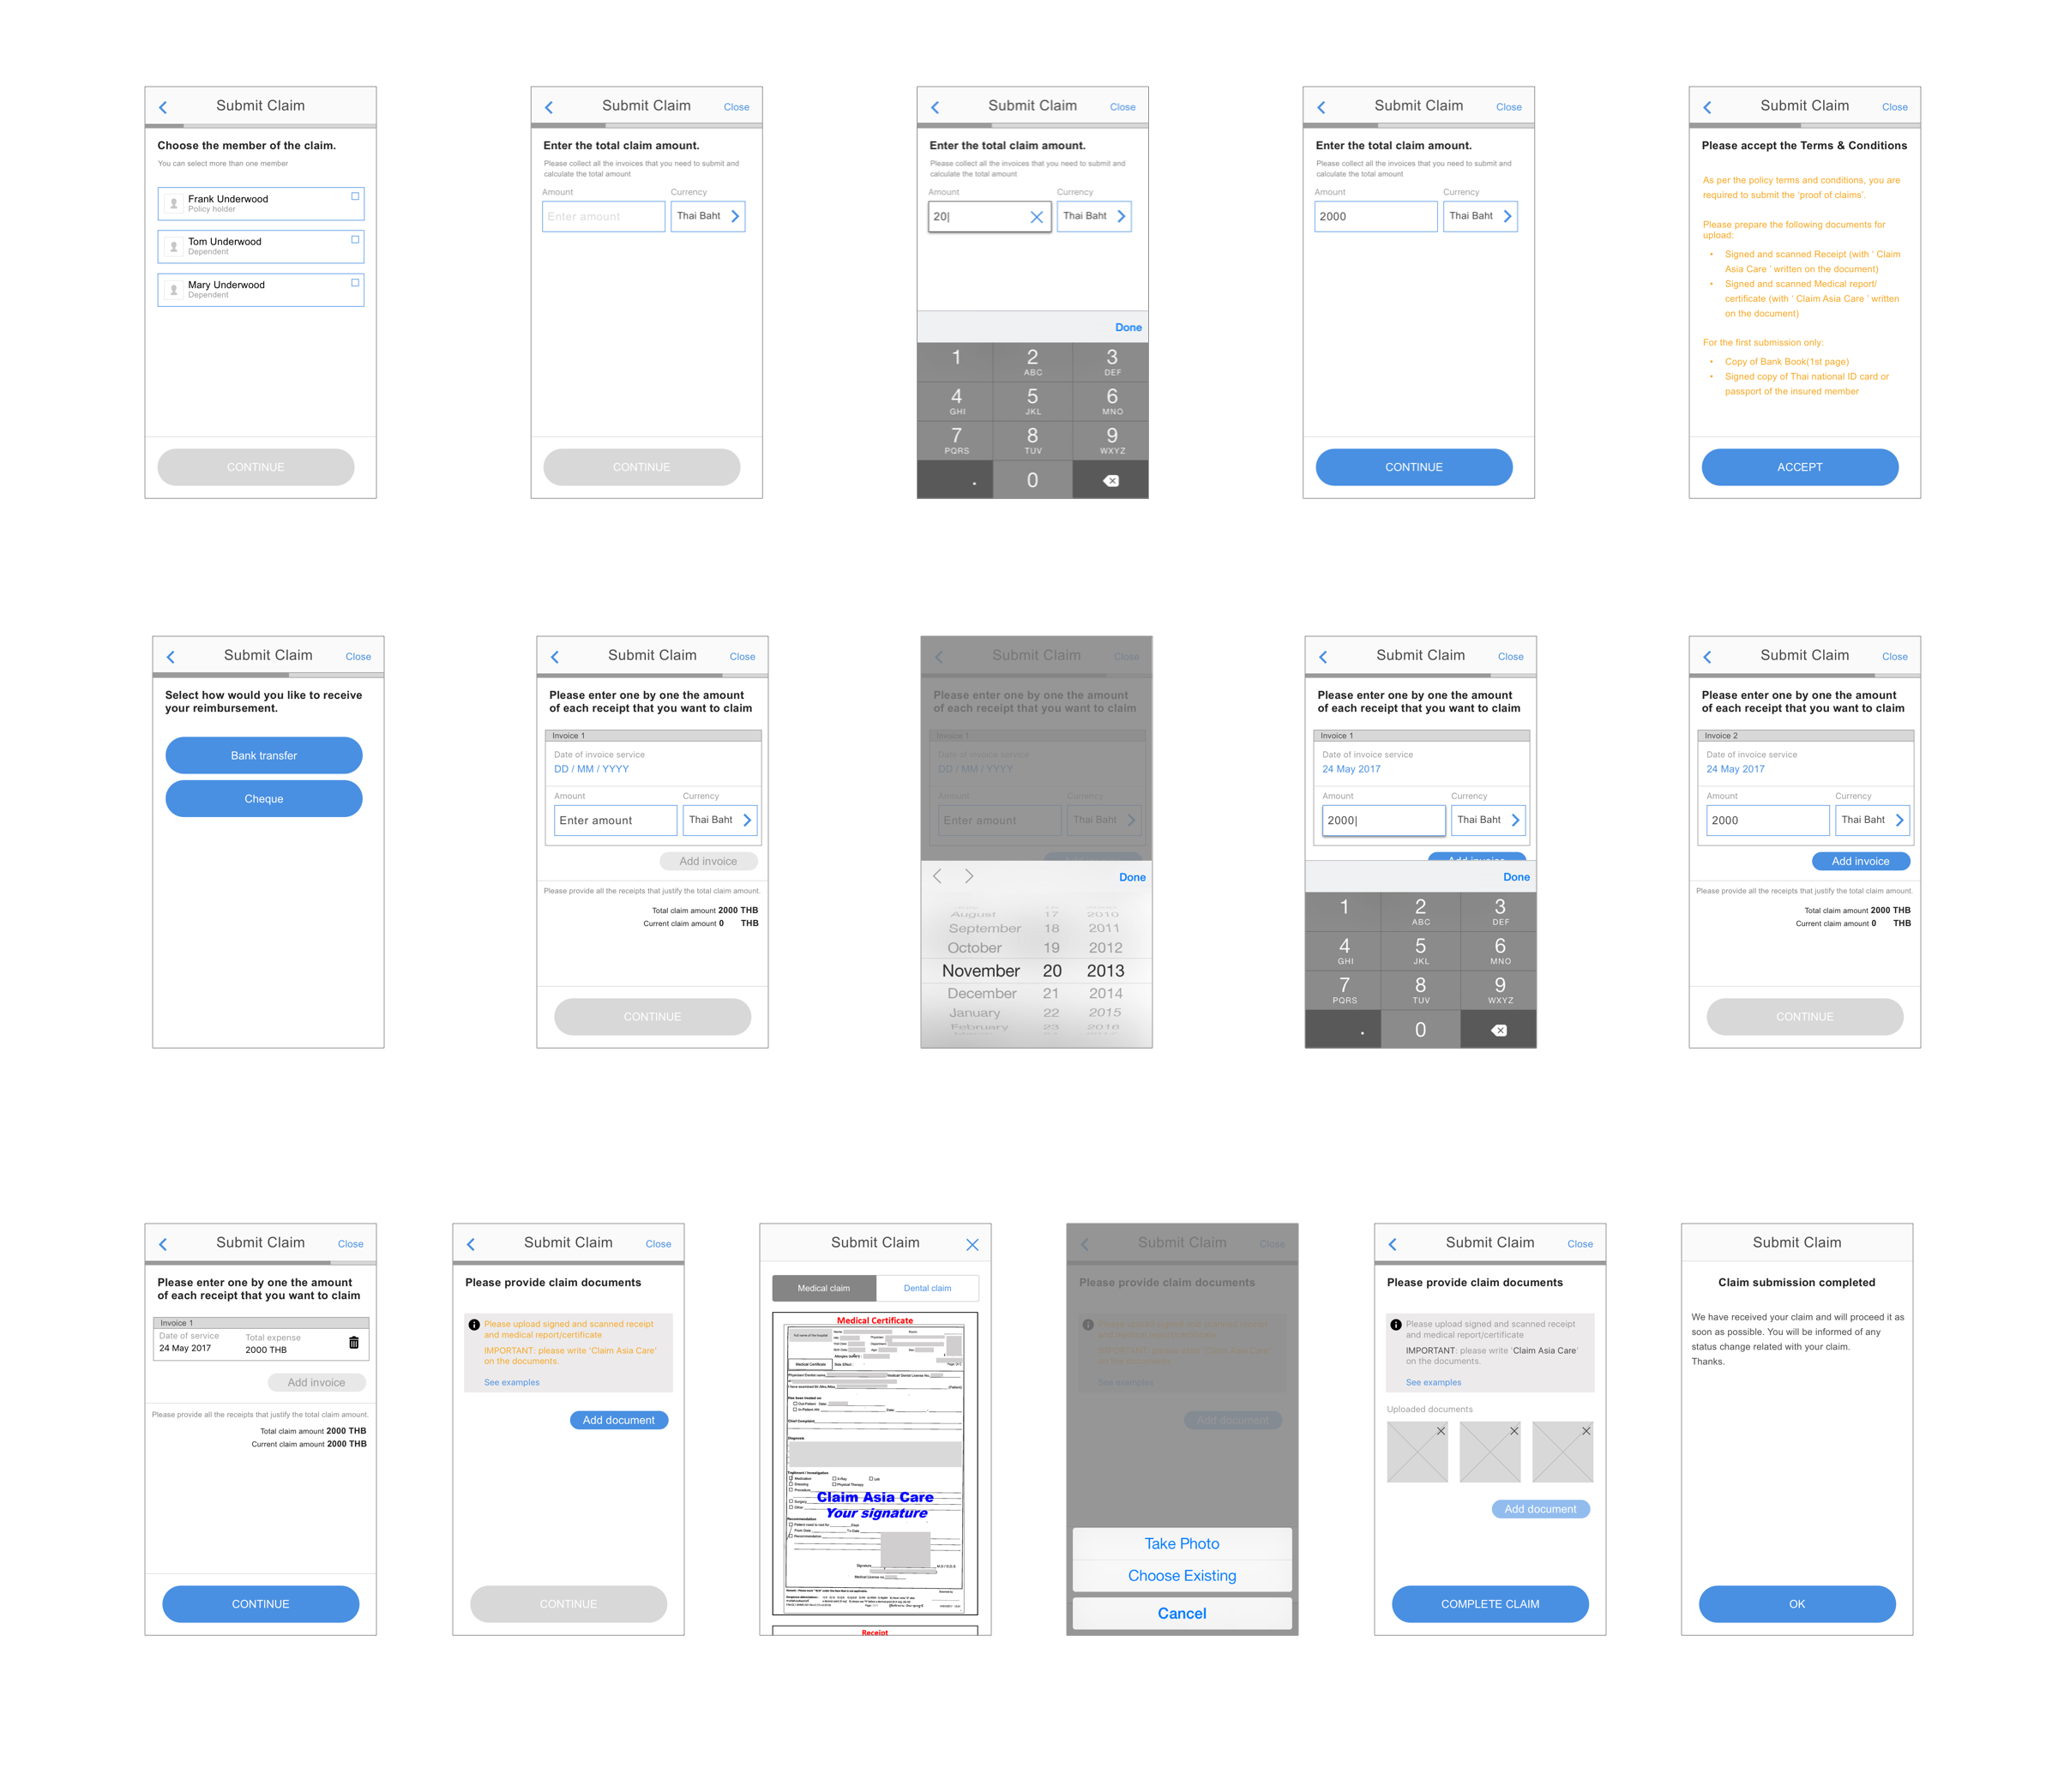 Submit Claim
Choose the member of the claim.
You can select more than one member
Frank Underwood
Policy holder
Tom Underwood
Dependent
Mary Underwood
Dependent
CONTINUE
Submit Claim Close
Enter the total claim amount.
Please collect all the invoices that you need to submit and
calculate the total amount
Amount Currency
Enter amount Thai Baht
CONTINUE
Submit Claim Close
Enter the total claim amount.
Please collect all the invoices that you need to submit and
calculate the total amount
Amount Currency
20 Thai Baht
Done
1 2 3
ABC DEF
4 5 6
GHI JKL MNO
7 8 9
PQRS TUV WXYZ
. 0
Submit Claim Close
Enter the total claim amount.
Please collect all the invoices that you need to submit and
calculate the total amount
Amount Currency
2000 Thai Baht
CONTINUE
Submit Claim Close
Please accept the Terms & Conditions
As per the policy terms and conditions, you are
required to submit the ‘proof of claims’.
Please prepare the following documents for
upload:
• Signed and scanned Receipt (with ‘ Claim
Asia Care ’ written on the document)
• Signed and scanned Medical report/
certificate (with ‘ Claim Asia Care ’ written
on the document)
For the first submission only:
• Copy of Bank Book(1st page)
• Signed copy of Thai national ID card or
passport of the insured member
ACCEPT
Submit Claim Close
Select how would you like to receive
your reimbursement.
Bank transfer
Cheque
Submit Claim Close
Please enter one by one the amount
of each receipt that you want to claim
Invoice 1
Date of invoice service
DD / MM / YYYY
Amount Currency
Enter amount Thai Baht
Add invoice
Please provide all the receipts that justify the total claim amount.
Total claim amount 2000 THB
Current claim amount 0 THB
CONTINUE
Submit Claim Close
Please enter one by one the amount
of each receipt that you want to claim
Invoice 1
Date of invoice service
DD / MM / YYYY
Amount Currency
Enter amount Thai Baht
Done
August 17 2010
September 18 2011
October 19 2012
November 20 2013
December 21 2014
January 22 2015
February 23 2016
Submit Claim Close
Please enter one by one the amount
of each receipt that you want to claim
Invoice 1
Date of invoice service
24 May 2017
Amount Currency
2000 Thai Baht
Add invoice
Done
1 2 3
ABC DEF
4 5 6
GHI JKL MNO
7 8 9
PQRS TUV WXYZ
. 0
Submit Claim Close
Please enter one by one the amount
of each receipt that you want to claim
Invoice 2
Date of invoice service
24 May 2017
Amount Currency
2000 Thai Baht
Add invoice
Please provide all the receipts that justify the total claim amount.
Total claim amount 2000 THB
Current claim amount 0 THB
CONTINUE
Submit Claim Close
Please enter one by one the amount
of each receipt that you want to claim
Invoice 1
Date of service Total expense
24 May 2017 2000 THB
Add invoice
Please provide all the receipts that justify the total claim amount.
Total claim amount 2000 THB
Current claim amount 2000 THB
CONTINUE
Submit Claim Close
Please provide claim documents
Please upload signed and scanned receipt
and medical report/certificate
IMPORTANT: please write ‘Claim Asia Care’
on the documents.
See examples
Add document
CONTINUE
Submit Claim
Medical claim Dental claim
Medical Certificate
Medical Certificate
Chief Complaint
Diagnosis
Treatment / Investigation
Medication X-Ray Lab
Dressing Physical Therapy
Procedure
Surgery
Other
Claim Asia Care
Your signature
Recommendation
Signature
Receipt
Submit Claim Close
Please provide claim documents
Please upload signed and scanned receipt
and medical report/certificate
IMPORTANT: please write ‘Claim Asia Care’
on the documents.
See examples
Add document
Take Photo
Choose Existing
Cancel
Submit Claim Close
Please provide claim documents
Please upload signed and scanned receipt
and medical report/certificate
IMPORTANT: please write ‘Claim Asia Care’
on the documents.
See examples
Uploaded documents
Add document
COMPLETE CLAIM
Submit Claim
Claim submission completed
We have received your claim and will proceed it as
soon as possible. You will be informed of any
status change related with your claim.
Thanks.
OK